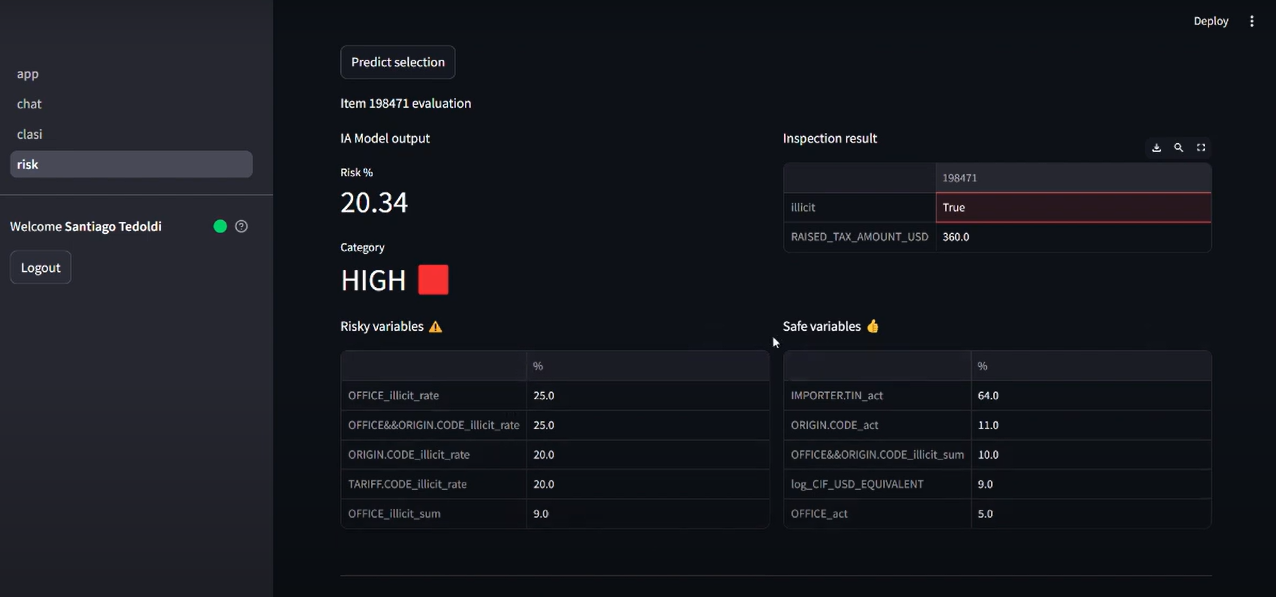 Deploy
app
chat
clasi
risk
Welcome Santiago Tedoldi
Logout
Predict selection
Item 198471 evaluation
IA Model output
Risk %
20.34
Category
HIGH
Inspection result
198471
illicit True
RAISED_TAX_AMOUNT_USD 360.0
Risky variables
%
OFFICE_illicit_rate 25.0
OFFICE&&ORIGIN.CODE_illicit_rate 25.0
ORIGIN.CODE_illicit_rate 20.0
TARIFF.CODE_illicit_rate 20.0
OFFICE_illicit_sum 9.0
Safe variables
%
IMPORTER.TIN_act 64.0
ORIGIN.CODE_act 11.0
OFFICE&&ORIGIN.CODE_illicit_sum 10.0
log_CIF_USD_EQUIVALENT 9.0
OFFICE_act 5.0